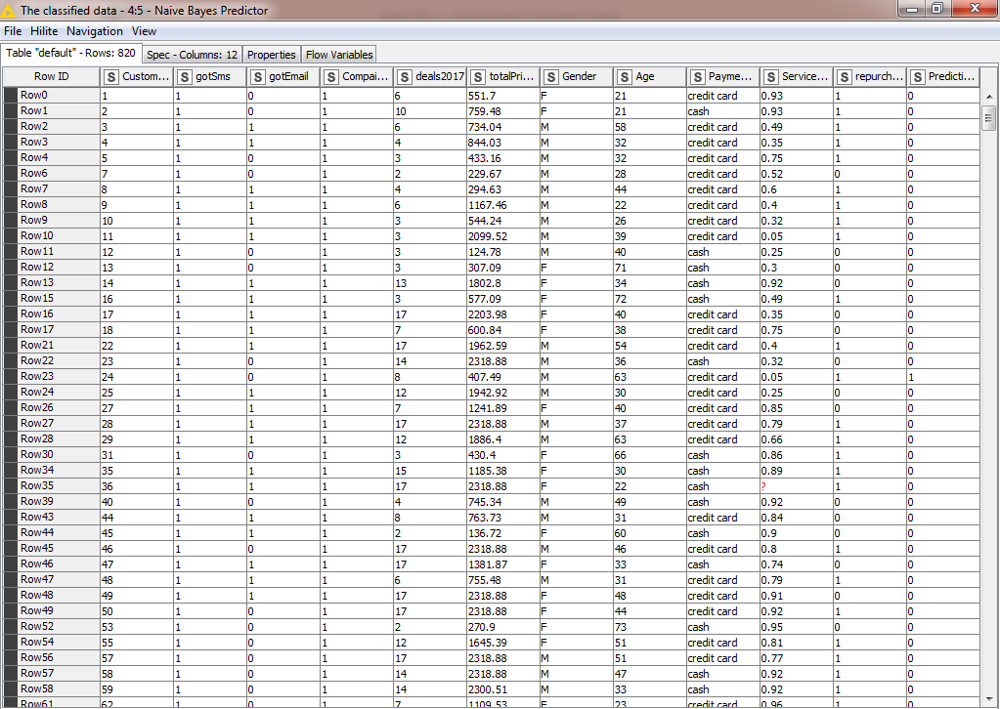 The classified data - 4:5 - Naive Bayes Predictor
File Hilite Navigation View
Table "default" - Rows: 820 Spec - Columns: 12 Properties Flow Variables
Row ID S Custom... S gotSms S gotEmail S Compai... S deals2017 S totalPri... S Gender S Age S Payme... S Service... S repurch... S Predicti...
Row0 1 1 0 1 6 551.7 F 21 credit card 0.93 1 0
Row1 2 1 0 1 10 759.48 F 21 cash 0.93 1 0
Row2 3 1 1 1 6 734.04 M 58 credit card 0.49 1 0
Row3 4 1 1 1 4 844.03 M 32 credit card 0.35 1 0
Row4 5 1 0 1 3 433.16 M 32 credit card 0.75 1 0
Row6 7 1 0 1 2 229.67 M 28 credit card 0.52 0 0
Row7 8 1 1 1 4 294.63 M 44 credit card 0.6 1 0
Row8 9 1 1 1 6 1167.46 M 22 credit card 0.4 1 0
Row9 10 1 1 1 3 544.24 M 26 credit card 0.32 1 0
Row10 11 1 1 1 3 2099.52 M 39 credit card 0.05 1 0
Row11 12 1 0 1 3 124.78 M 40 cash 0.25 0 0
Row12 13 1 0 1 3 307.09 F 71 cash 0.3 0 0
Row13 14 1 1 1 13 1802.8 F 34 cash 0.92 0 0
Row15 16 1 1 1 3 577.09 F 72 cash 0.49 1 0
Row16 17 1 1 1 17 2203.98 F 40 credit card 0.35 0 0
Row17 18 1 1 1 7 600.84 F 38 credit card 0.75 0 0
Row21 22 1 1 1 17 1962.59 M 54 credit card 0.4 1 0
Row22 23 1 0 1 14 2318.88 M 36 cash 0.32 0 0
Row23 24 1 0 1 8 407.49 M 63 credit card 0.05 1 1
Row24 25 1 1 1 12 1942.92 M 30 credit card 0.25 0 0
Row26 27 1 1 1 7 1241.89 F 40 credit card 0.85 0 0
Row27 28 1 1 1 17 2318.88 M 37 credit card 0.79 1 0
Row28 29 1 1 1 12 1886.4 M 63 credit card 0.66 1 0
Row30 31 1 0 1 3 430.4 F 66 cash 0.86 1 0
Row34 35 1 1 1 15 1185.38 F 30 cash 0.89 1 0
Row35 36 1 1 1 17 2318.88 F 22 cash ? 1 0
Row39 40 1 0 1 4 745.34 M 49 cash 0.92 0 0
Row43 44 1 1 1 8 763.73 M 31 credit card 0.84 0 0
Row44 45 1 1 1 2 136.72 F 60 cash 0.9 0 0
Row45 46 1 0 1 17 2318.88 M 46 credit card 0.8 1 0
Row46 47 1 1 1 17 1381.87 F 33 cash 0.74 0 0
Row47 48 1 1 1 6 755.48 M 31 credit card 0.79 1 0
Row48 49 1 1 1 17 2318.88 F 48 credit card 0.91 0 0
Row49 50 1 0 1 17 2318.88 F 44 credit card 0.92 1 0
Row52 53 1 0 1 2 270.9 F 73 cash 0.95 0 0
Row54 55 1 0 1 12 1645.39 F 51 credit card 0.81 1 0
Row56 57 1 0 1 17 2318.88 M 51 credit card 0.77 1 0
Row57 58 1 0 1 14 2318.88 M 47 cash 0.92 1 0
Row58 59 1 0 1 14 2300.51 M 33 cash 0.92 1 0
Row61 62 1 0 1 7 1109.53 F 23 credit card 0.96 1 0